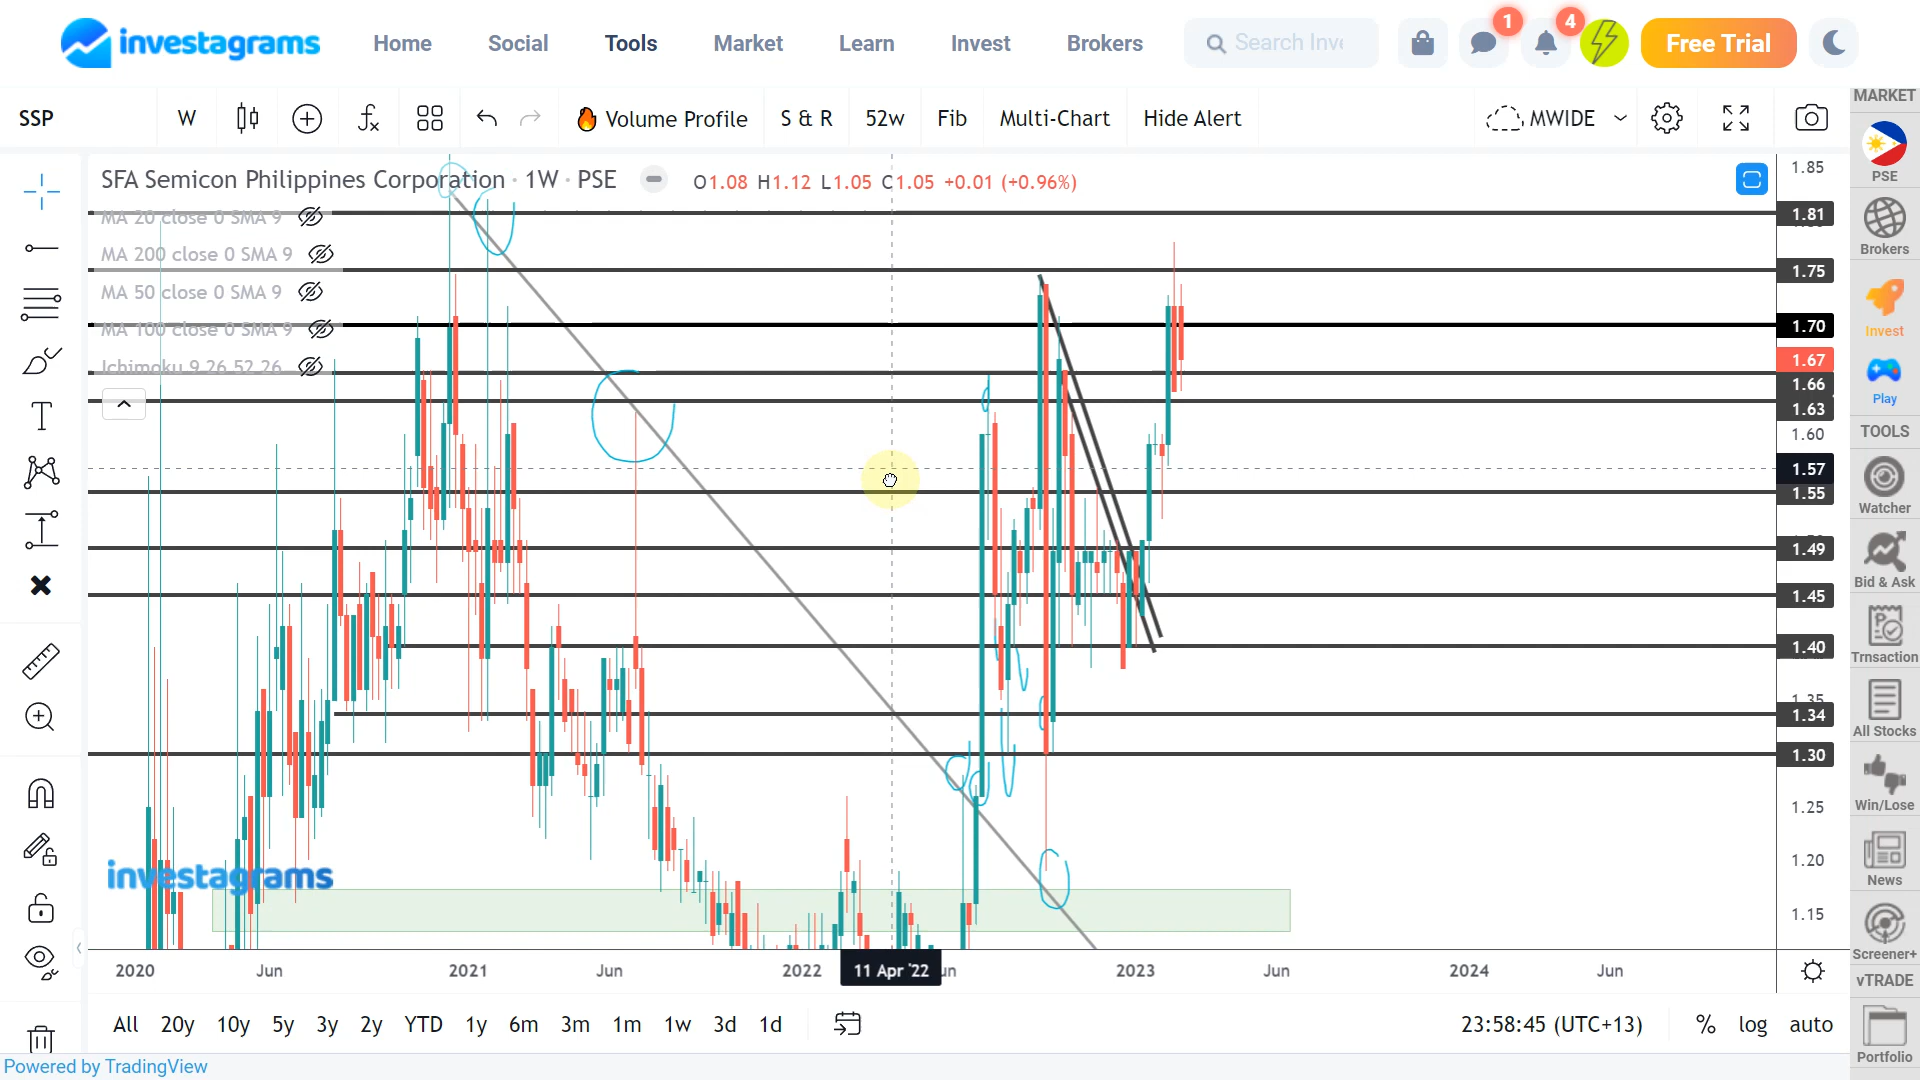 investagrams
Home
Social
Tools
Market
Learn
Invest
Brokers
Search Inve
1
4
Free Trial
SSP
W
Volume Profile
S & R
52w
Fib
Multi-Chart
Hide Alert
MWIDE
MARKET
SFA Semicon Philippines Corporation · 1W · PSE
O1.08 H1.12 L1.05 C1.05 +0.01 (+0.96%)
MA 20 close 0 SMA 9
MA 200 close 0 SMA 9
MA 50 close 0 SMA 9
MA 100 close 0 SMA 9
Ichimoku 9 26 52 26
1.85
1.81
1.75
1.70
1.67
1.66
1.63
1.60
1.57
1.55
1.49
1.45
1.40
1.35
1.34
1.30
1.25
1.20
1.15
PSE
Brokers
Invest
Play
TOOLS
Watcher
Bid & Ask
Trnsaction
All Stocks
Win/Lose
News
Screener+
vTRADE
Portfolio
investagrams
2020
Jun
2021
Jun
2022
11 Apr '22
un
2023
Jun
2024
Jun
All
20y
10y
5y
3y
2y
YTD
1y
6m
3m
1m
1w
3d
1d
23:58:45 (UTC+13)
%
log
auto
Powered by TradingView